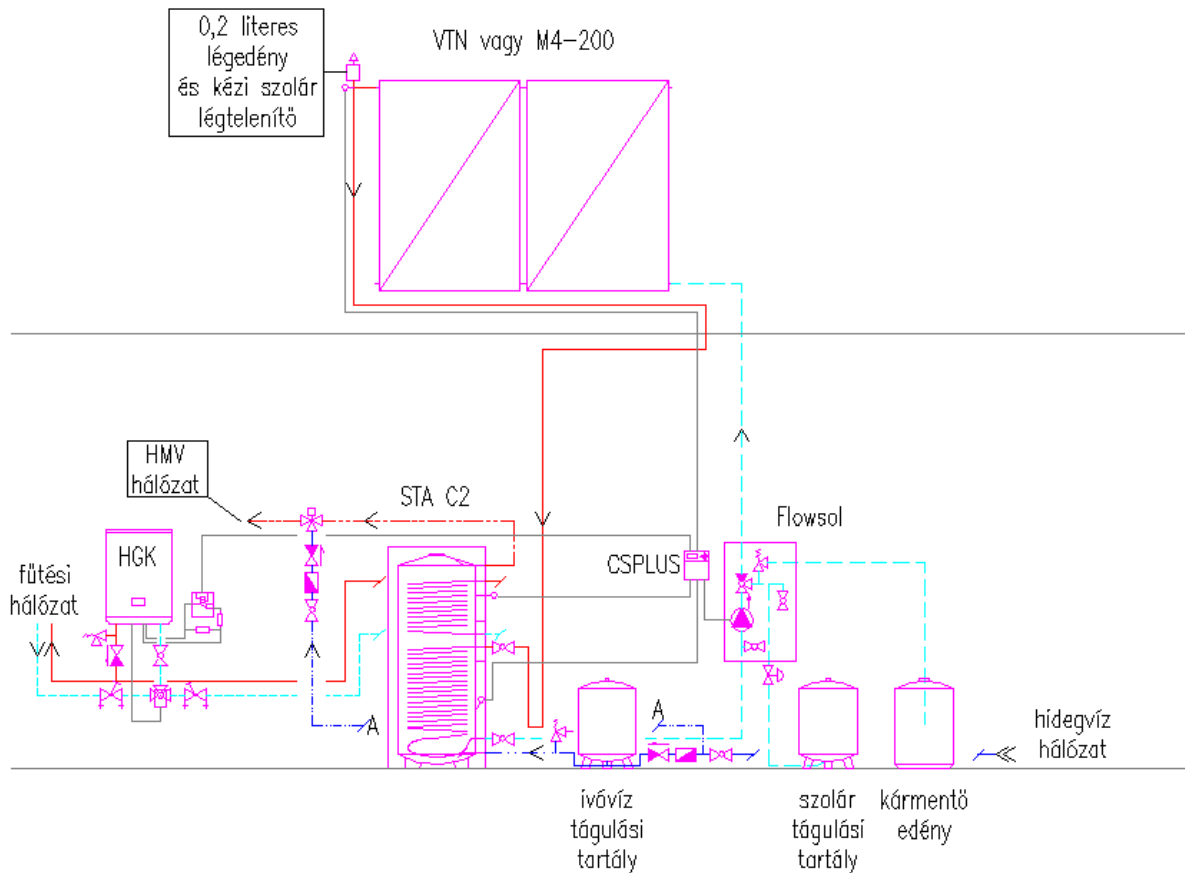 0,2 literes
légedény
és kézi szolár
légtelenítő
VTN vagy M4-200
HMV
hálózat
STA C2
Flowsol
HGK
CSPLUS
fűtési
hálózat
A
A
hidegvíz
hálózat
ivóvíz
tágulási
tartály
szolár
tágulási
tartály
kármentő
edény